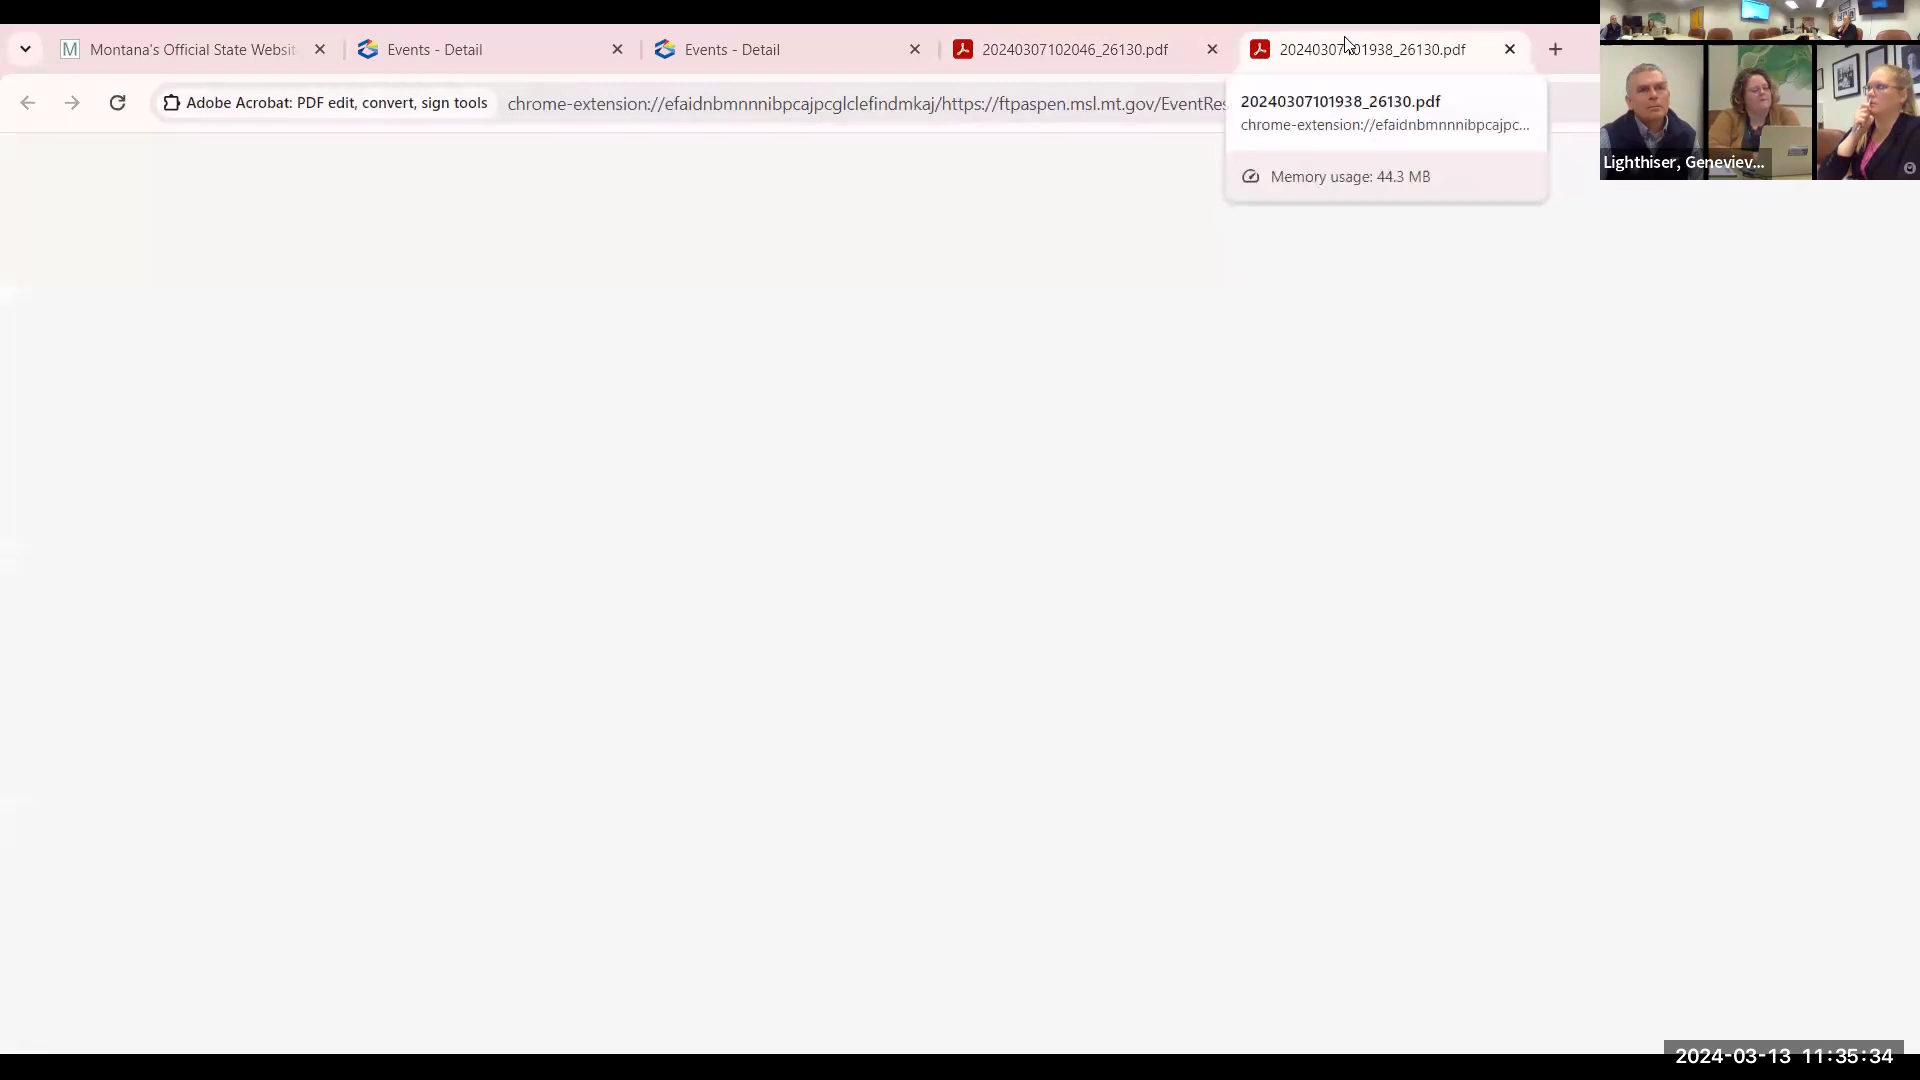 Montana's Official State Websit
Events - Detail
Events - Detail
20240307102046_26130.pdf
20240307101938_26130.pdf
Adobe Acrobat: PDF edit, convert, sign tools
chrome-extension://efaidnbmnnnibpcajpcglclefindmkaj/https://ftpaspen.msl.mt.gov/EventRes
20240307101938_26130.pdf
chrome-extension://efaidnbmnnnibpcajpc...
Memory usage: 44.3 MB
Lighthiser, Geneviev...
2024-03-13 11:35:34